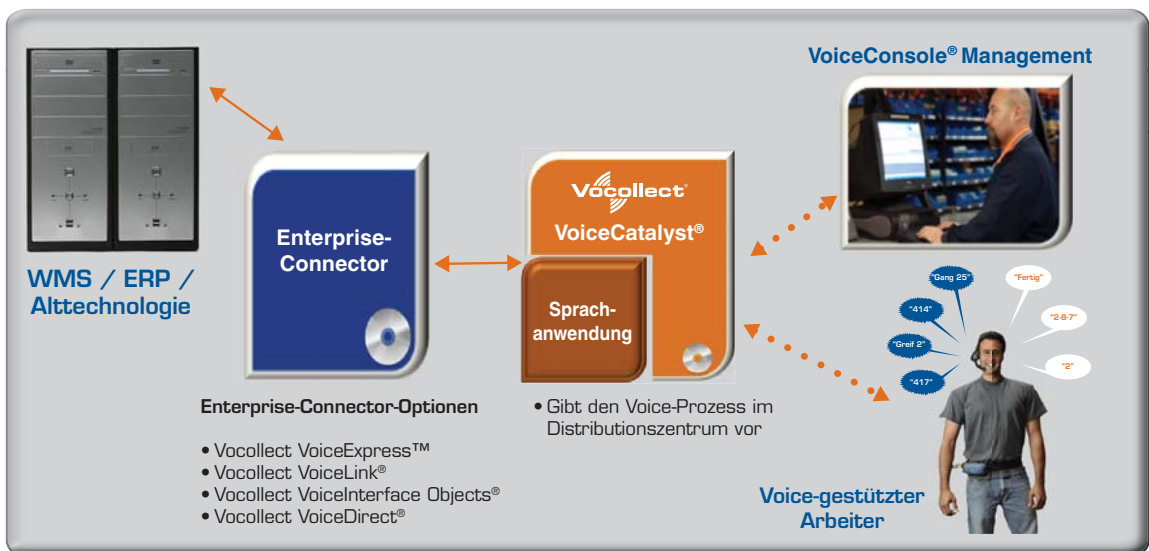 VoiceConsole® Management
WMS / ERP /
Alttechnologie
Enterprise-
Connector
Vocollect®
VoiceCatalyst®
Sprach-
anwendung
"Gang 25"
"414"
"Greif 2"
"417"
"Fertig"
"2-8-7"
"2"
Enterprise-Connector-Optionen
• Vocollect VoiceExpress™
• Vocollect VoiceLink®
• Vocollect VoiceInterface Objects®
• Vocollect VoiceDirect®
• Gibt den Voice-Prozess im
Distributionszentrum vor
Voice-gestützter
Arbeiter